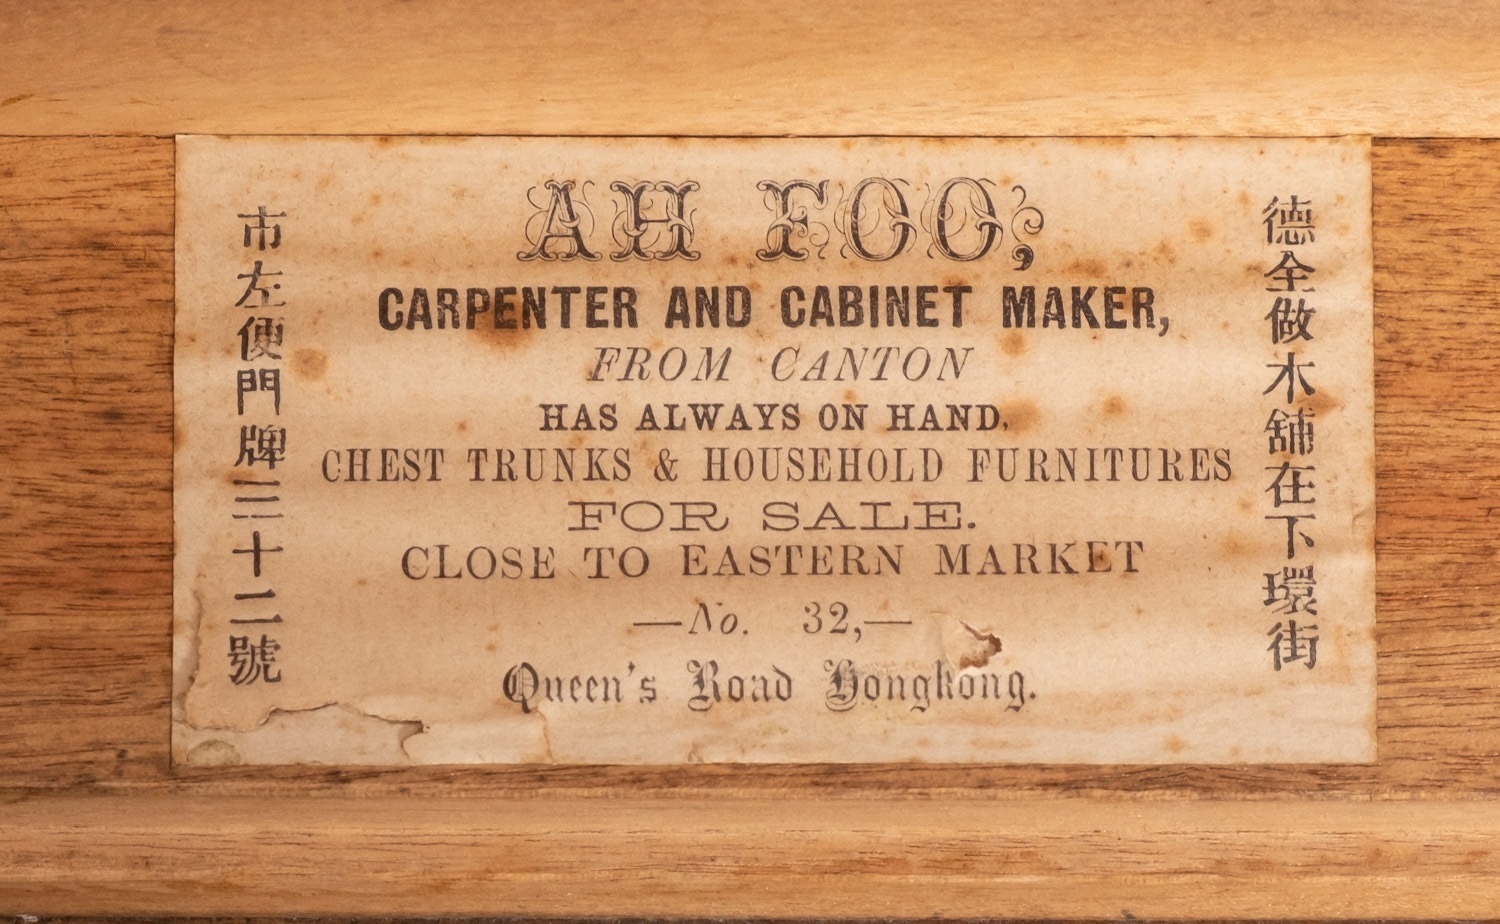 AH FOO,
CARPENTER AND CABINET MAKER,
FROM CANTON
HAS ALWAYS ON HAND,
CHEST TRUNKS & HOUSEHOLD FURNITURES
FOR SALE.
CLOSE TO EASTERN MARKET
—No. 32,—
Queen's Road Hongkong.
德全做木舖在下環街
市左便門牌三十二號